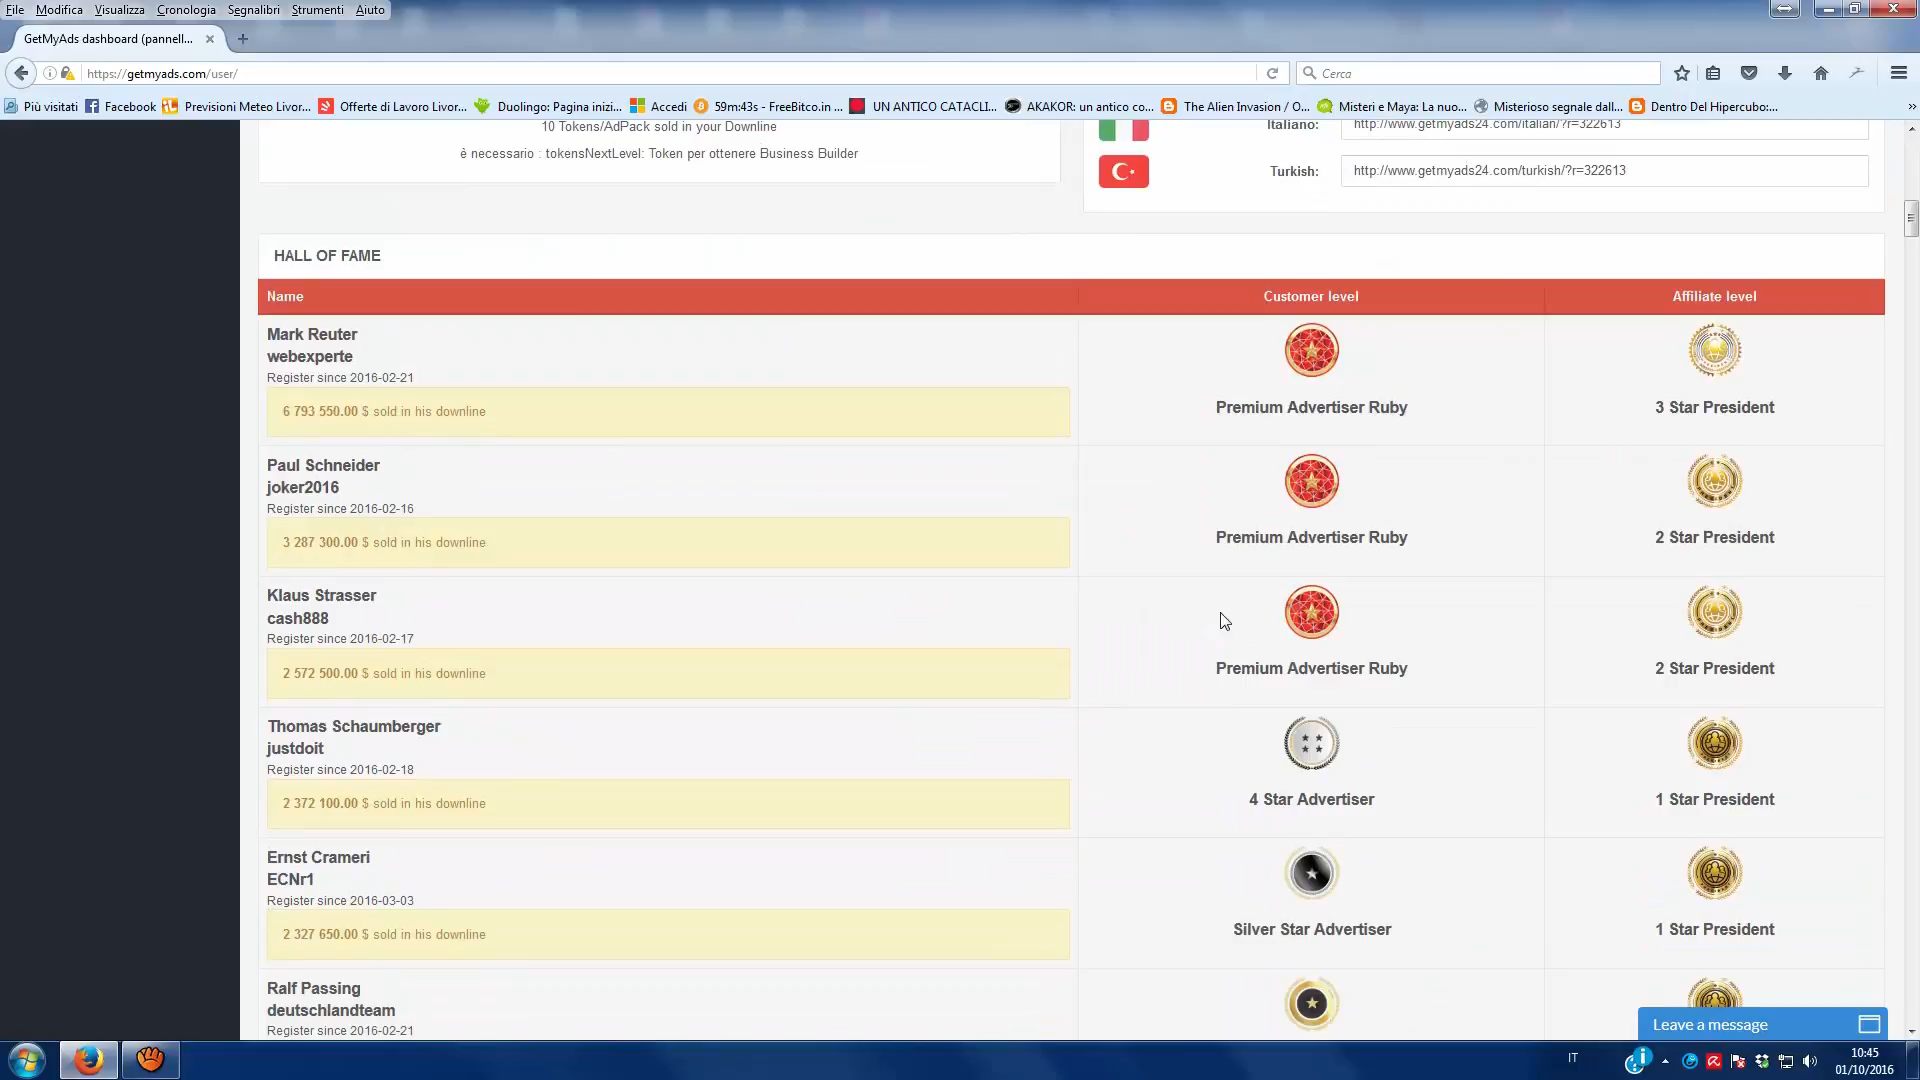 File Modifica Visualizza Cronologia Segnalibri Strumenti Aiuto
GetMyAds dashboard (pannell...
https://getmyads.com/user/
Cerca
Più visitati Facebook Previsioni Meteo Livor... Offerte di Lavoro Livor... Duolingo: Pagina inizi... Accedi 59m:43s - FreeBitco.in ... UN ANTICO CATACLI... AKAKOR: un antico co... The Alien Invasion / O... Misteri e Maya: La nuo... Misterioso segnale dall... Dentro Del Hipercubo:...
10 Tokens/AdPack sold in your Downline
è necessario : tokensNextLevel: Token per ottenere Business Builder
Italiano: http://www.getmyads24.com/italian/?r=322613
Turkish: http://www.getmyads24.com/turkish/?r=322613
HALL OF FAME
Name Customer level Affiliate level
Mark Reuter
webexperte
Register since 2016-02-21
6 793 550.00 $ sold in his downline
Premium Advertiser Ruby
3 Star President
Paul Schneider
joker2016
Register since 2016-02-16
3 287 300.00 $ sold in his downline
Premium Advertiser Ruby
2 Star President
Klaus Strasser
cash888
Register since 2016-02-17
2 572 500.00 $ sold in his downline
Premium Advertiser Ruby
2 Star President
Thomas Schaumberger
justdoit
Register since 2016-02-18
2 372 100.00 $ sold in his downline
4 Star Advertiser
1 Star President
Ernst Crameri
ECNr1
Register since 2016-03-03
2 327 650.00 $ sold in his downline
Silver Star Advertiser
1 Star President
Ralf Passing
deutschlandteam
Register since 2016-02-21
Leave a message
IT
10:45
01/10/2016